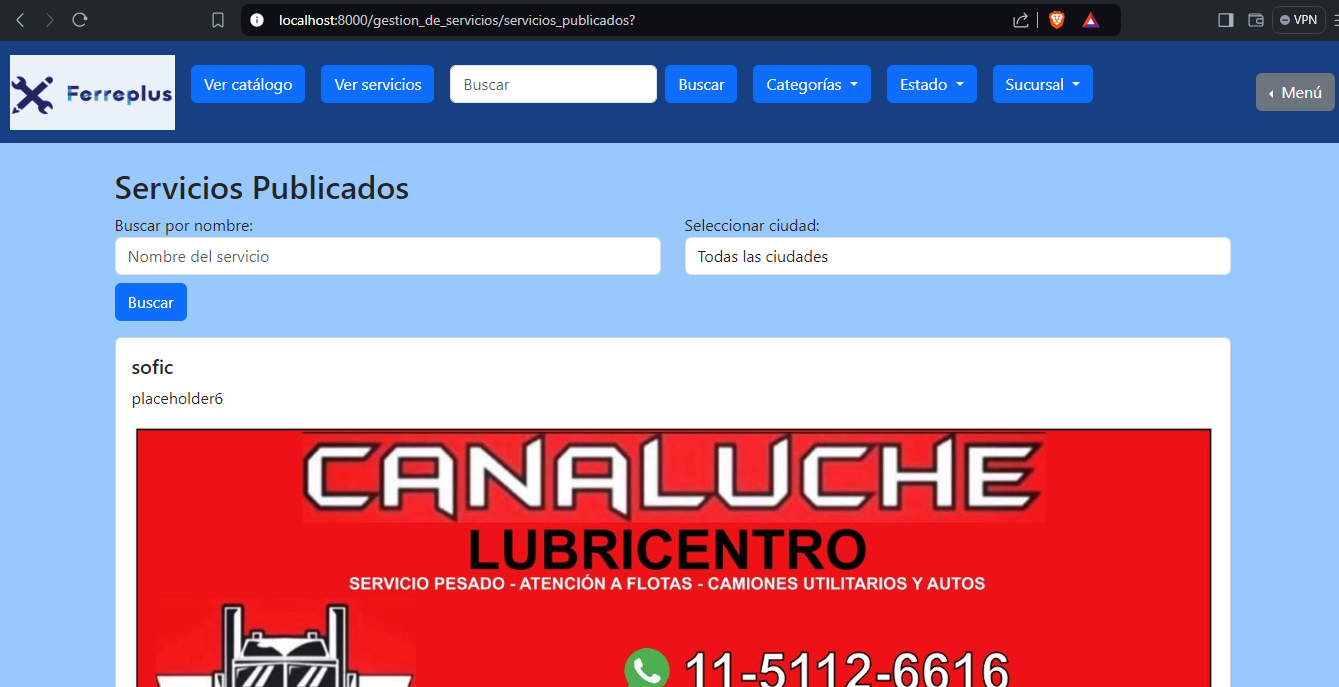 localhost:8000/gestion_de_servicios/servicios_publicados?
VPN
Ferreplus
Ver catálogo
Ver servicios
Buscar
Buscar
Categorías
Estado
Sucursal
Menú
Servicios Publicados
Buscar por nombre:
Seleccionar ciudad:
Nombre del servicio
Todas las ciudades
Buscar
sofic
placeholder6
CANALUCHE
LUBRICENTRO
SERVICIO PESADO - ATENCIÓN A FLOTAS - CAMIONES UTILITARIOS Y AUTOS
11-5112-6616